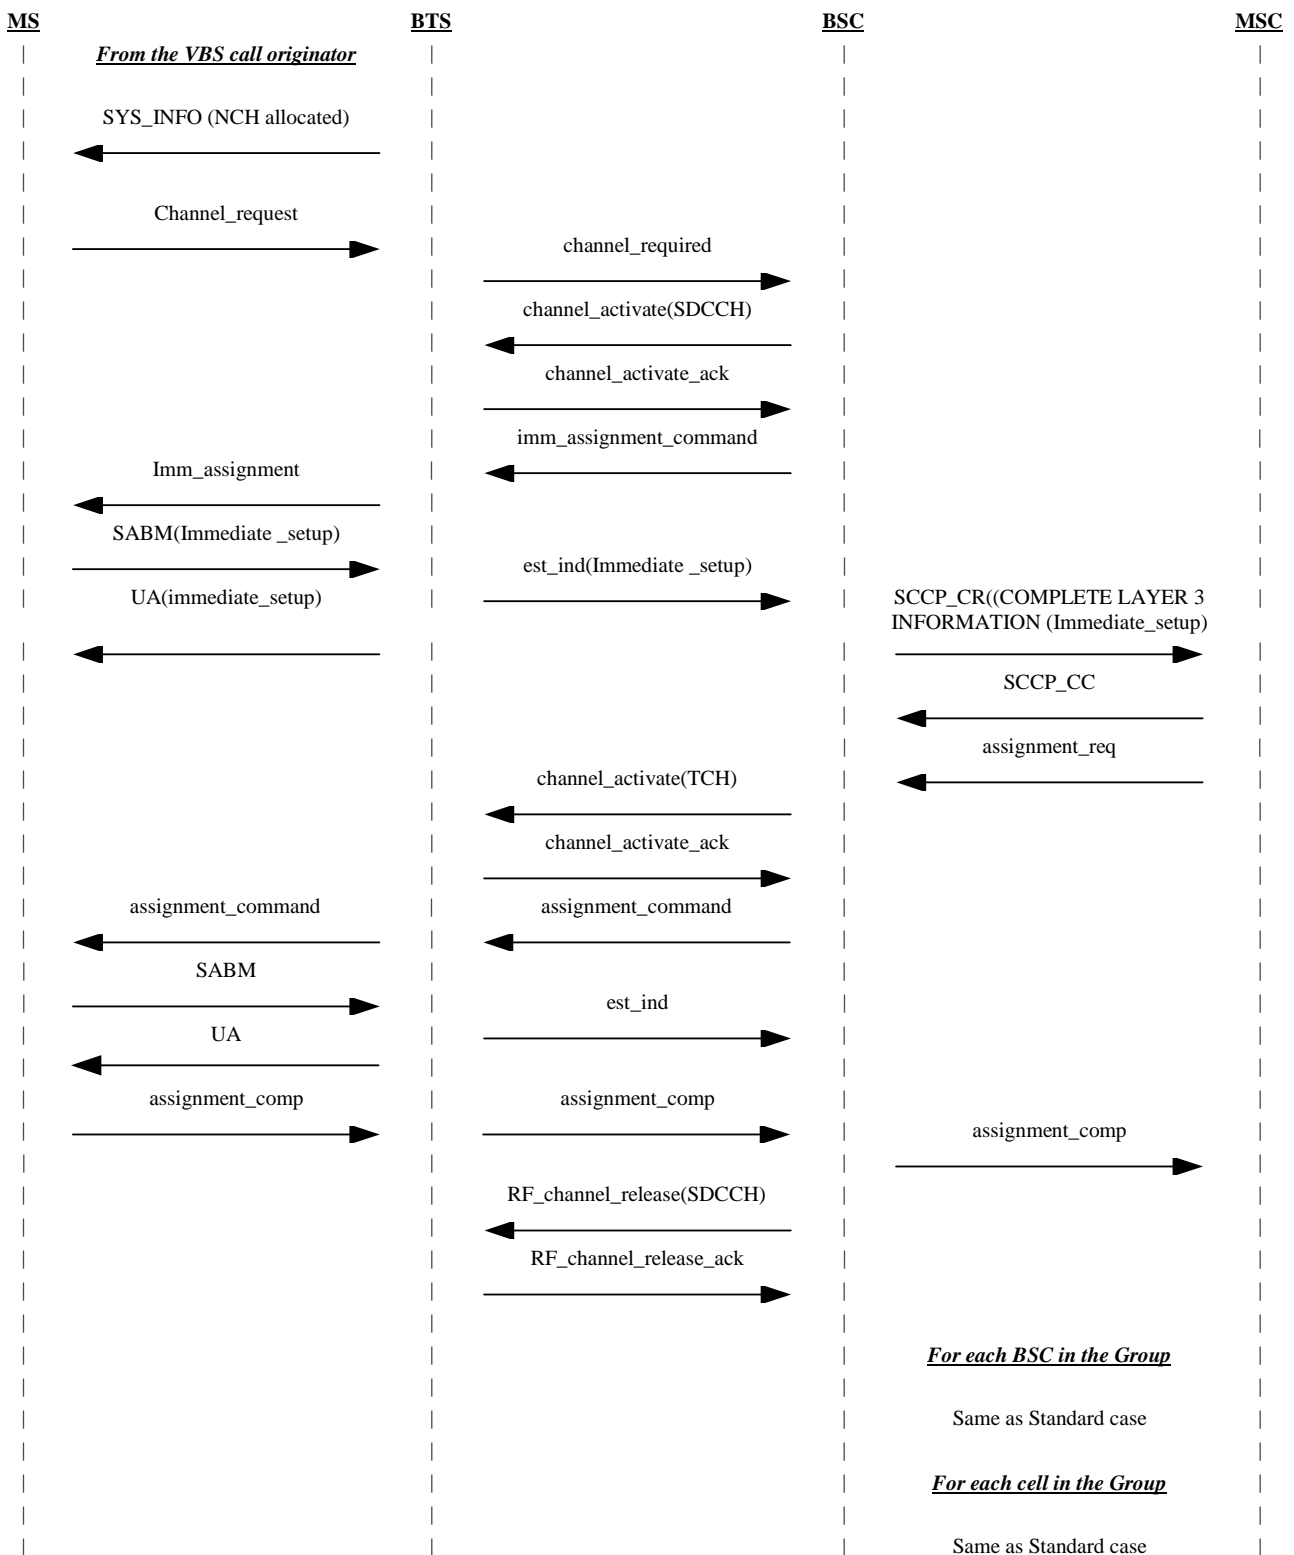 MS BTS BSC MSC
From the VBS call originator
SYS_INFO (NCH allocated)
Channel_request
channel_required
channel_activate(SDCCH)
channel_activate_ack
imm_assignment_command
Imm_assignment
SABM(Immediate _setup)
est_ind(Immediate _setup)
UA(immediate_setup)
SCCP_CR((COMPLETE LAYER 3
INFORMATION (Immediate_setup)
SCCP_CC
assignment_req
channel_activate(TCH)
channel_activate_ack
assignment_command assignment_command
SABM
est_ind
UA
assignment_comp assignment_comp
assignment_comp
RF_channel_release(SDCCH)
RF_channel_release_ack
For each BSC in the Group
Same as Standard case
For each cell in the Group
Same as Standard case